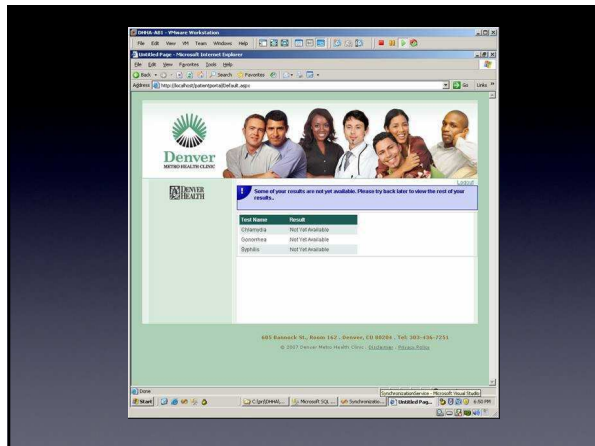 DHHA-A01 - VMware Workstation
File Edit View VM Team Windows Help
Untitled Page - Microsoft Internet Explorer
File Edit View Favorites Tools Help
Back Search Favorites
Address http://localhost/patientportal/Default.aspx Go Links »
Denver
METRO HEALTH CLINIC
Logout
DENVER HEALTH
! Some of your results are not yet available. Please try back later to view the rest of your
results..
Test Name Result
Chlamydia Not Yet Available
Gonorrhea Not Yet Available
Syphilis Not Yet Available
605 Bannock St., Room 162 . Denver, CO 80204 . Tel: 303-436-7251
© 2007 Denver Metro Health Clinic . Disclaimer . Privacy Policy
Done
SynchronizationService - Microsoft Visual Studio
Start Microsoft SQL ... Synchronizatio... Untitled Pag... 6:50 PM